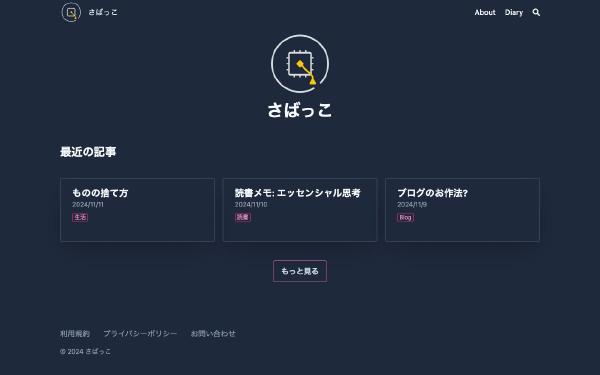 さばっこ
About
Diary
さばっこ
最近の記事
ものの捨て方
2024/11/11
生活
読書メモ: エッセンシャル思考
2024/11/10
読書
ブログのお作法?
2024/11/9
Blog
もっと見る
利用規約
プライバシーポリシー
お問い合わせ
© 2024 さばっこ